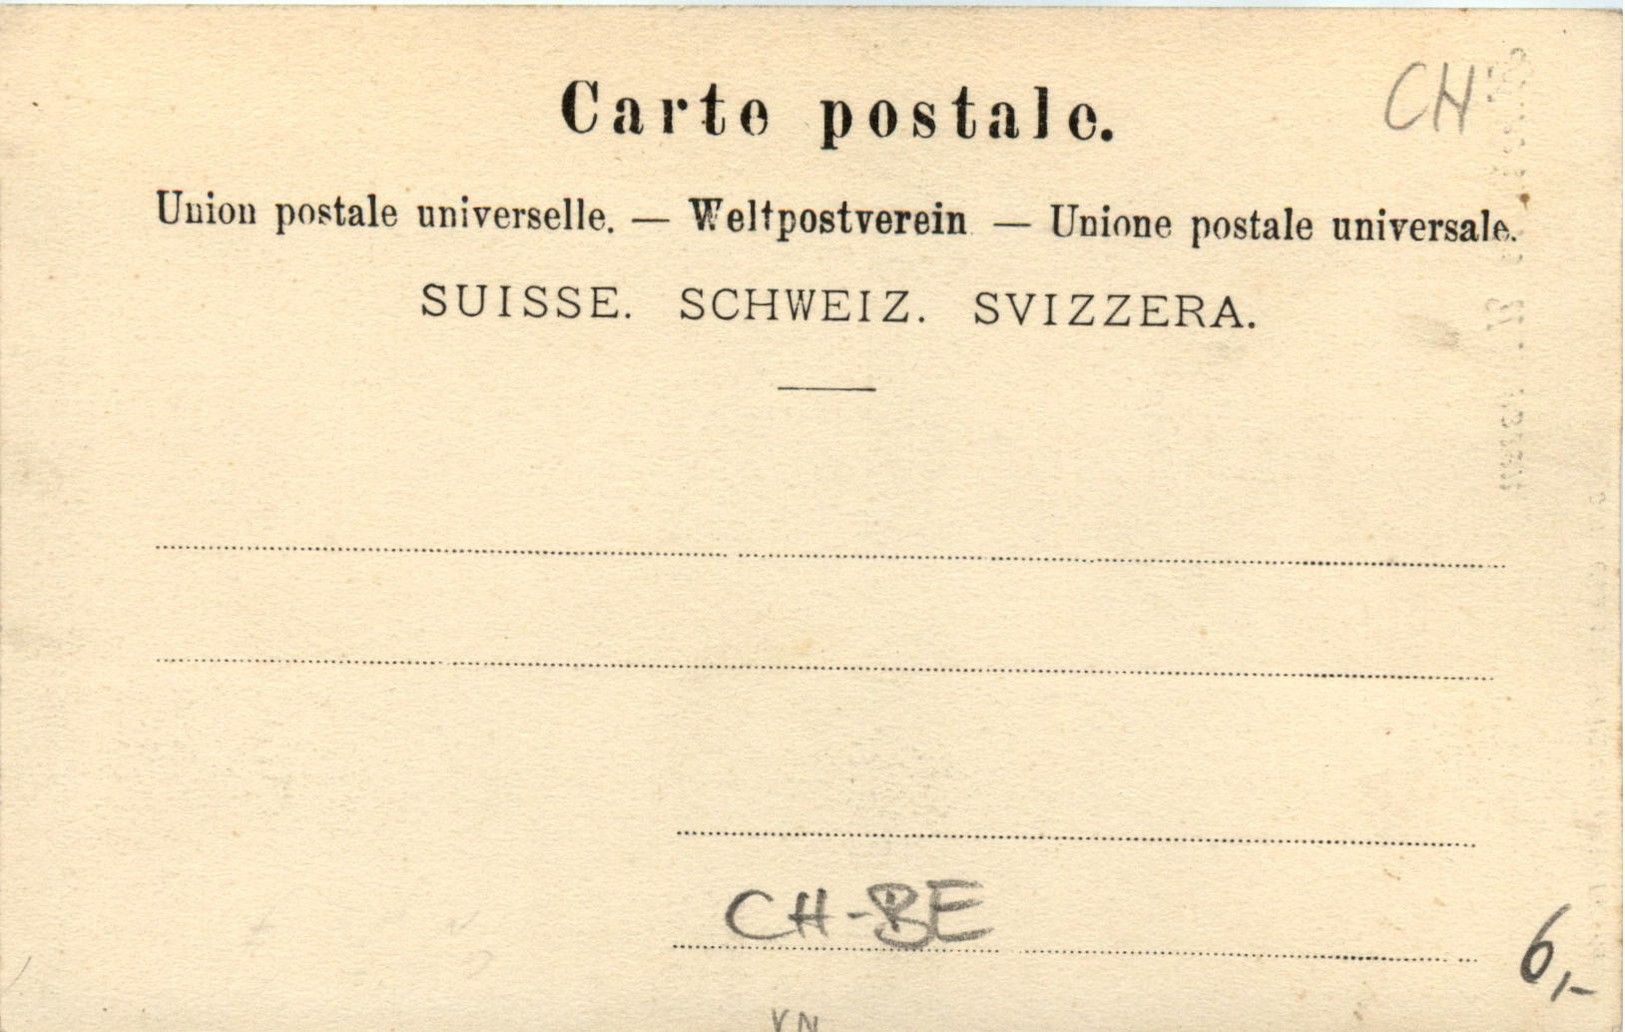 Carte postale.
CH
Union postale universelle. — Weltpostverein — Unione postale universale.
SUISSE. SCHWEIZ. SVIZZERA.
CH-BE
6,-